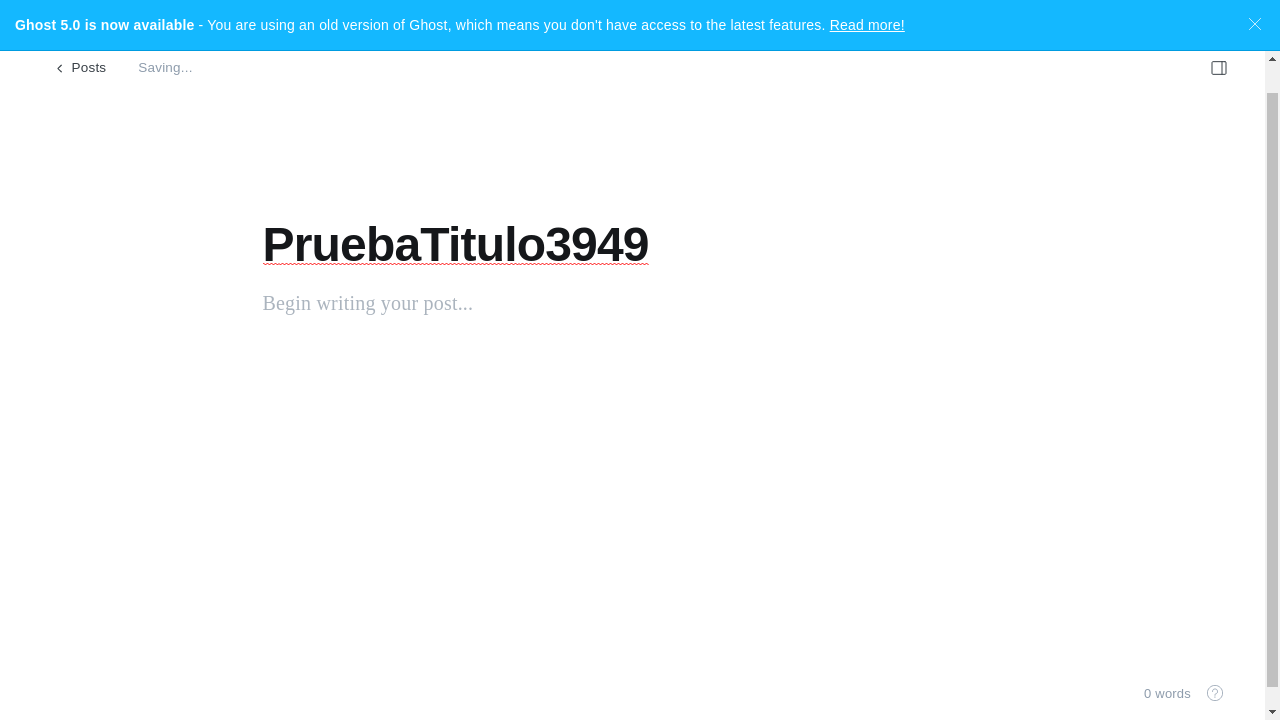 Ghost 5.0 is now available - You are using an old version of Ghost, which means you don't have access to the latest features. Read more!
Posts Saving...
PruebaTitulo3949
Begin writing your post...
0 words